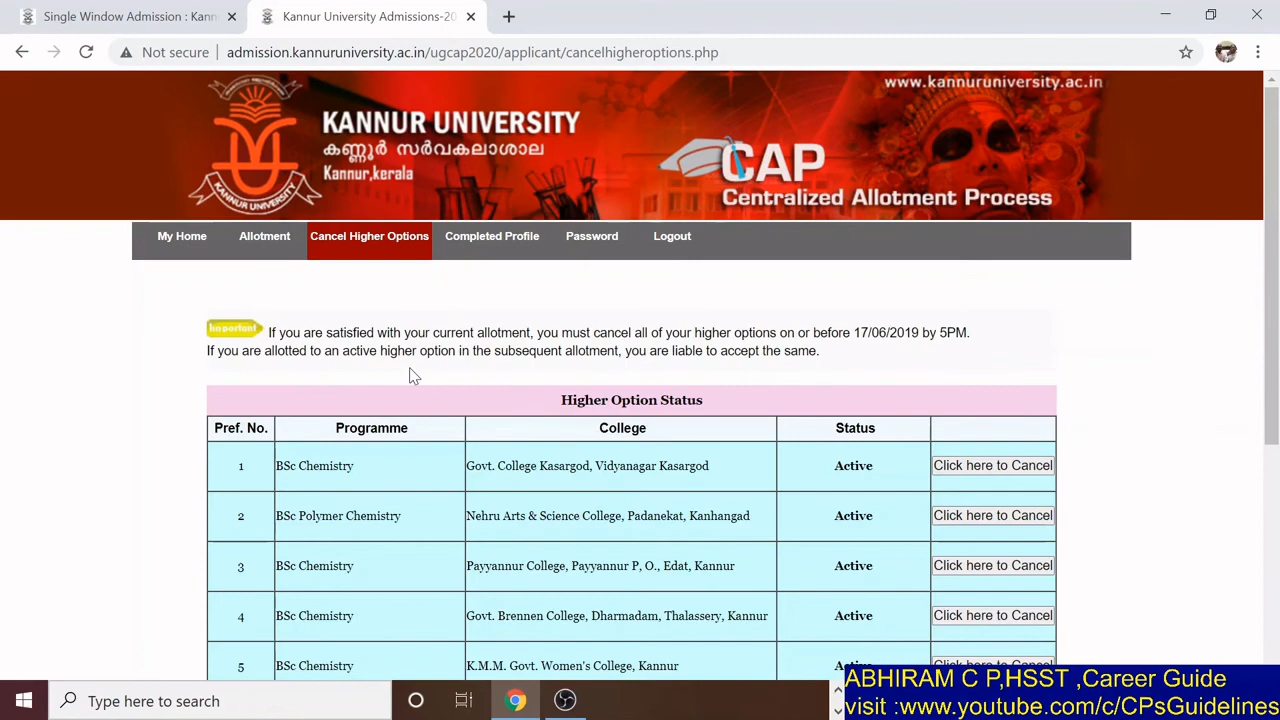 Single Window Admission : Kann
Kannur University Admissions-20
Not secure
admission.kannuruniversity.ac.in/ugcap2020/applicant/cancelhigheroptions.php
www.kannuruniversity.ac.in
KANNUR UNIVERSITY
കണ്ണൂർ സർവകലാശാല
Kannur,kerala
CAP
Centralized Allotment Process
My Home Allotment Cancel Higher Options Completed Profile Password Logout
Important If you are satisfied with your current allotment, you must cancel all of your higher options on or before 17/06/2019 by 5PM.
If you are allotted to an active higher option in the subsequent allotment, you are liable to accept the same.
Higher Option Status
Pref. No. Programme College Status
1 BSc Chemistry Govt. College Kasargod, Vidyanagar Kasargod Active Click here to Cancel
2 BSc Polymer Chemistry Nehru Arts & Science College, Padanekat, Kanhangad Active Click here to Cancel
3 BSc Chemistry Payyannur College, Payyannur P, O., Edat, Kannur Active Click here to Cancel
4 BSc Chemistry Govt. Brennen College, Dharmadam, Thalassery, Kannur Active Click here to Cancel
5 BSc Chemistry K.M.M. Govt. Women's College, Kannur Active Click here to Cancel
ABHIRAM C P,HSST ,Career Guide
visit :www.youtube.com/c/CPsGuidelines
Type here to search